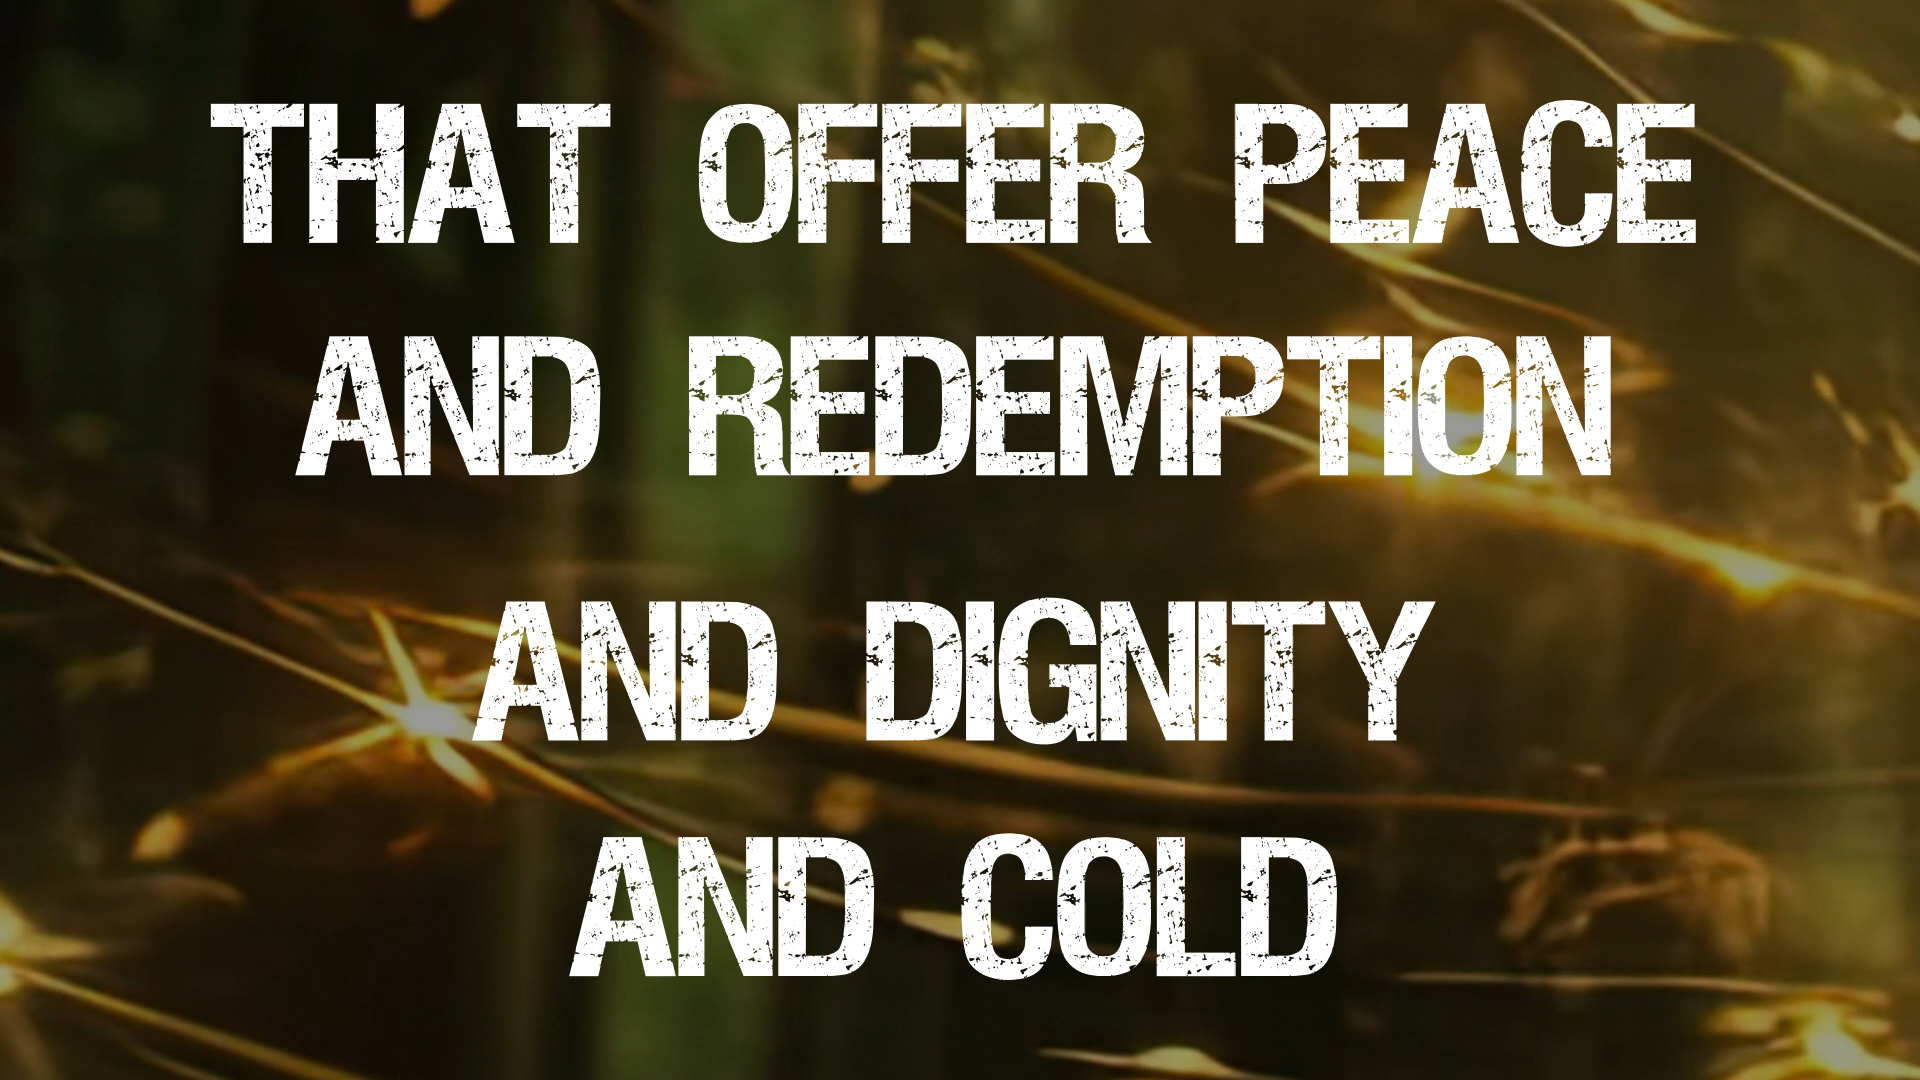 THAT OFFER PEACE
AND REDEMPTION
AND DIGNITY
AND COLD